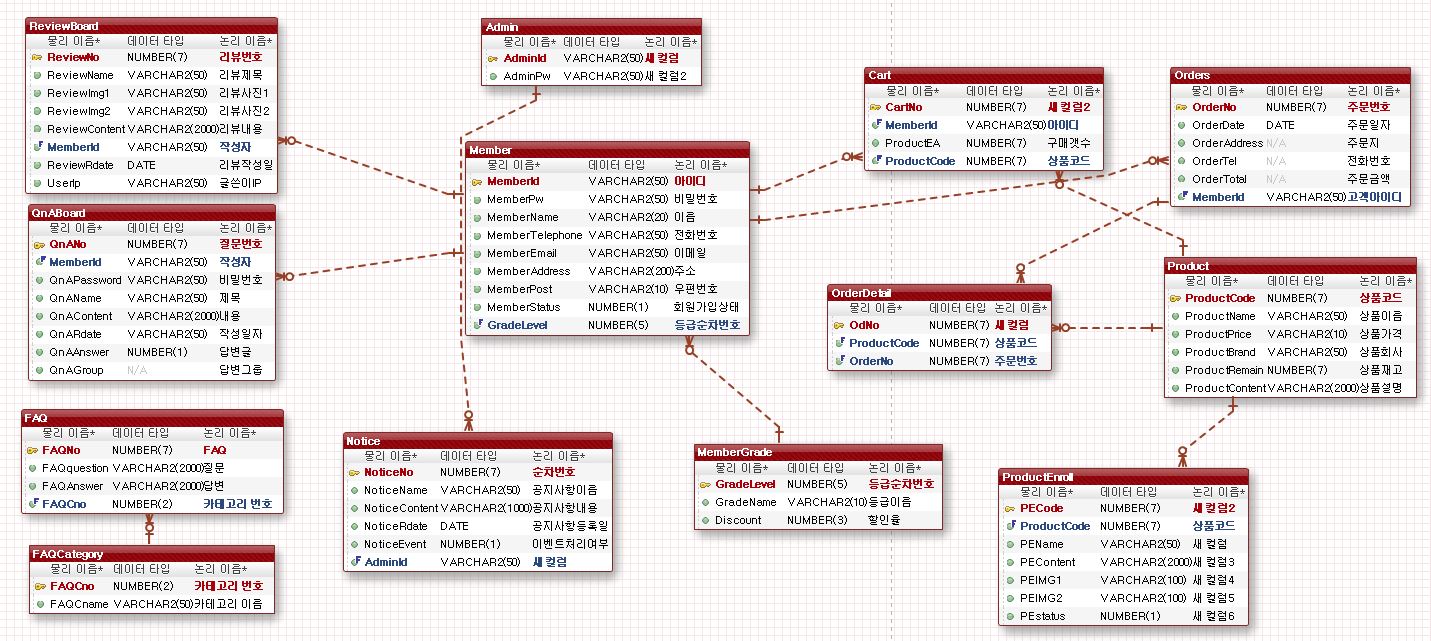 ReviewBoard
물리 이름* 데이터 타입 논리 이름*
ReviewNo NUMBER(7) 리뷰번호
ReviewName VARCHAR2(50) 리뷰제목
ReviewImg1 VARCHAR2(50) 리뷰사진1
ReviewImg2 VARCHAR2(50) 리뷰사진2
ReviewContent VARCHAR2(2000) 리뷰내용
MemberId VARCHAR2(50) 작성자
ReviewRdate DATE 리뷰작성일
UserIp VARCHAR2(50) 글쓴이IP
QnABoard
물리 이름* 데이터 타입 논리 이름*
QnANo NUMBER(7) 질문번호
MemberId VARCHAR2(50) 작성자
QnAPassword VARCHAR2(50) 비밀번호
QnAName VARCHAR2(50) 제목
QnAContent VARCHAR2(2000) 내용
QnARdate DATE 작성일자
QnAAnswer NUMBER(1) 답변글
QnAGroup N/A 답변그룹
FAQ
물리 이름* 데이터 타입 논리 이름*
FAQNo NUMBER(7) FAQ
FAQquestion VARCHAR2(2000) 질문
FAQAnswer VARCHAR2(2000) 답변
FAQCno NUMBER(2) 카테고리 번호
FAQCategory
물리 이름* 데이터 타입 논리 이름*
FAQCno NUMBER(2) 카테고리 번호
FAQCname VARCHAR2(50) 카테고리 이름
Admin
물리 이름* 데이터 타입 논리 이름*
AdminId VARCHAR2(50) 새 컬럼
AdminPw VARCHAR2(50) 새 컬럼2
Member
물리 이름* 데이터 타입 논리 이름*
MemberId VARCHAR2(50) 아이디
MemberPw VARCHAR2(50) 비밀번호
MemberName VARCHAR2(20) 이름
MemberTelephone VARCHAR2(50) 전화번호
MemberEmail VARCHAR2(50) 이메일
MemberAddress VARCHAR2(200) 주소
MemberPost VARCHAR2(10) 우편번호
MemberStatus NUMBER(1) 회원가입상태
GradeLevel NUMBER(5) 등급순차번호
Notice
물리 이름* 데이터 타입 논리 이름*
NoticeNo NUMBER(7) 순차번호
NoticeName VARCHAR2(50) 공지사항이름
NoticeContent VARCHAR2(1000) 공지사항내용
NoticeRdate DATE 공지사항등록일
NoticeEvent NUMBER(1) 이벤트처리여부
AdminId VARCHAR2(50) 새 컬럼
MemberGrade
물리 이름* 데이터 타입 논리 이름*
GradeLevel NUMBER(5) 등급순차번호
GradeName VARCHAR2(10) 등급이름
Discount NUMBER(3) 할인율
Cart
물리 이름* 데이터 타입 논리 이름*
CartNo NUMBER(7) 새 컬럼2
MemberId VARCHAR2(50) 아이디
ProductEA NUMBER(7) 구매갯수
ProductCode NUMBER(7) 상품코드
Orders
물리 이름* 데이터 타입 논리 이름*
OrderNo NUMBER(7) 주문번호
OrderDate DATE 주문일자
OrderAddress N/A 주문지
OrderTel N/A 전화번호
OrderTotal N/A 주문금액
MemberId VARCHAR2(50) 고객아이디
OrderDetail
물리 이름* 데이터 타입 논리 이름*
OdNo NUMBER(7) 새 컬럼
ProductCode NUMBER(7) 상품코드
OrderNo NUMBER(7) 주문번호
Product
물리 이름* 데이터 타입 논리 이름*
ProductCode NUMBER(7) 상품코드
ProductName VARCHAR2(50) 상품이름
ProductPrice VARCHAR2(10) 상품가격
ProductBrand VARCHAR2(50) 상품회사
ProductRemain NUMBER(7) 상품재고
ProductContent VARCHAR2(2000) 상품설명
ProductEnroll
물리 이름* 데이터 타입 논리 이름*
PECode NUMBER(7) 새 컬럼2
ProductCode NUMBER(7) 상품코드
PEName VARCHAR2(50) 새 컬럼
PEContent VARCHAR2(2000) 새 컬럼3
PEIMG1 VARCHAR2(100) 새 컬럼4
PEIMG2 VARCHAR2(100) 새 컬럼5
PEstatus NUMBER(1) 새 컬럼6